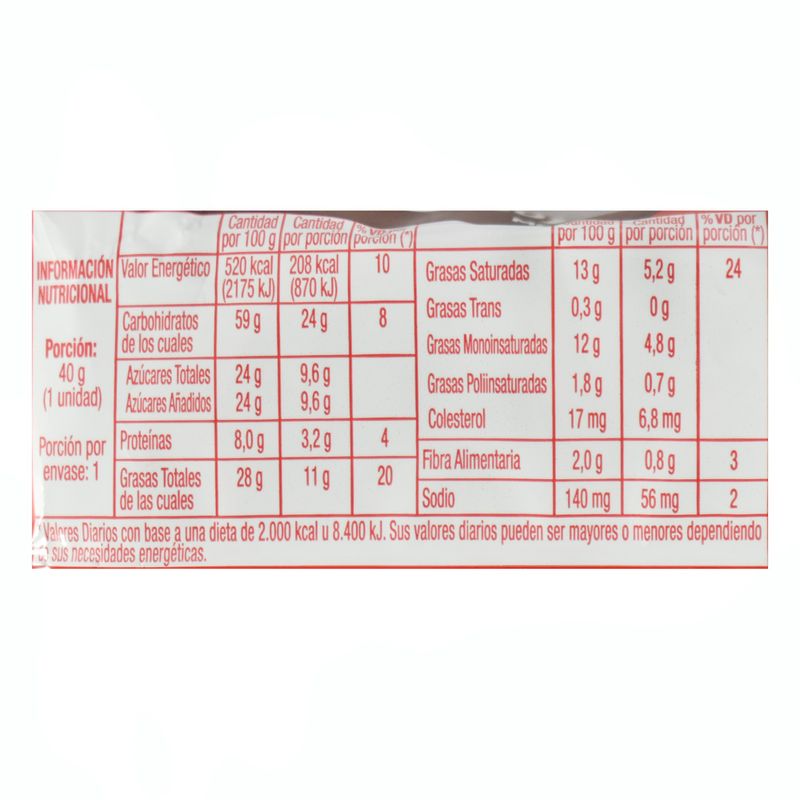 INFORMACIÓN
NUTRICIONAL
Porción:
40 g
(1 unidad)
Porción por
envase: 1
Cantidad por 100 g Cantidad por porción % VD por porción (*)
Valor Energético 520 kcal (2175 kJ) 208 kcal (870 kJ) 10
Carbohidratos 59 g 24 g 8
de los cuales
Azúcares Totales 24 g 9,6 g
Azúcares Añadidos 24 g 9,6 g
Proteínas 8,0 g 3,2 g 4
Grasas Totales 28 g 11 g 20
de las cuales
Cantidad por 100 g Cantidad por porción % VD por porción (*)
Grasas Saturadas 13 g 5,2 g 24
Grasas Trans 0,3 g 0 g
Grasas Monoinsaturadas 12 g 4,8 g
Grasas Poliinsaturadas 1,8 g 0,7 g
Colesterol 17 mg 6,8 mg
Fibra Alimentaria 2,0 g 0,8 g 3
Sodio 140 mg 56 mg 2
Valores Diarios con base a una dieta de 2.000 kcal u 8.400 kJ. Sus valores diarios pueden ser mayores o menores dependiendo
sus necesidades energéticas.